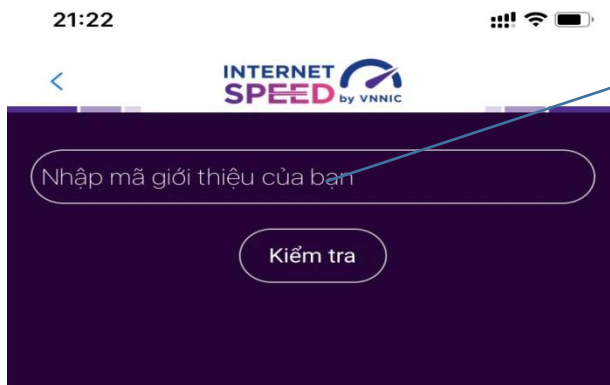 21:22
INTERNET
SPEED by VNNIC
Nhập mã giới thiệu của bạn
Kiểm tra